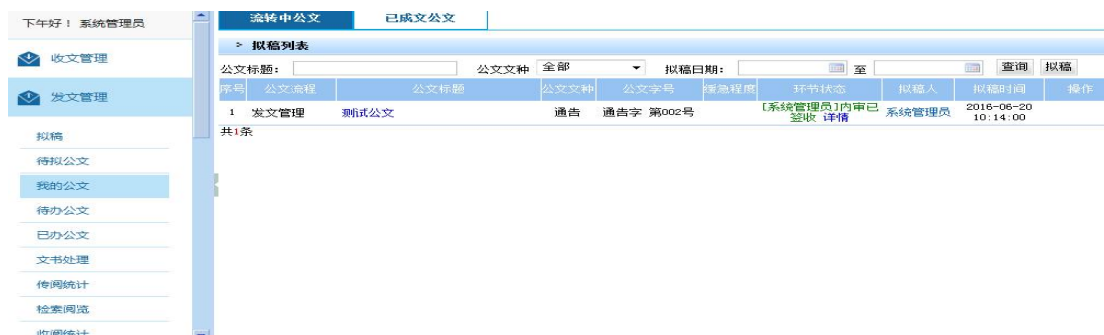 下午好！ 系统管理员
收文管理
发文管理
拟稿
待拟公文
我的公文
待办公文
已办公文
文书处理
传阅统计
检索阅览
收阅统计
流转中公文 已成文公文
> 拟稿列表
公文标题： 公文文种 全部 拟稿日期： 至 查询 拟稿
序号 公文流程 公文标题 公文文种 公文字号 缓急程度 环节状态 拟稿人 拟稿时间 操作
1 发文管理 测试公文 通告 通告字 第002号 [系统管理员]内审已签收 详情 系统管理员 2016-06-20 10:14:00
共1条